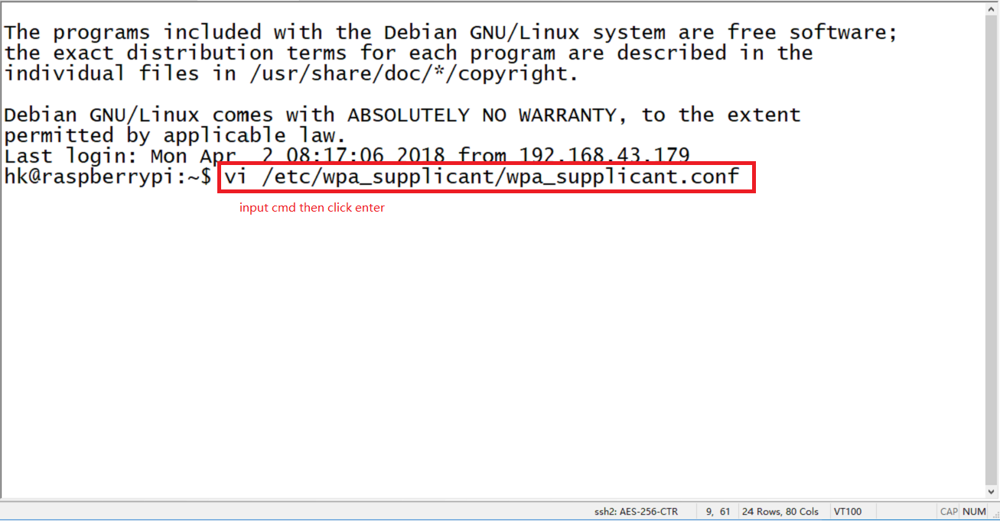 The programs included with the Debian GNU/Linux system are free software;
the exact distribution terms for each program are described in the
individual files in /usr/share/doc/*/copyright.
Debian GNU/Linux comes with ABSOLUTELY NO WARRANTY, to the extent
permitted by applicable law.
Last login: Mon Apr  2 08:17:06 2018 from 192.168.43.179
hk@raspberrypi:~$ vi /etc/wpa_supplicant/wpa_supplicant.conf
input cmd then click enter
ssh2: AES-256-CTR 9, 61 24 Rows, 80 Cols VT100 CAP NUM